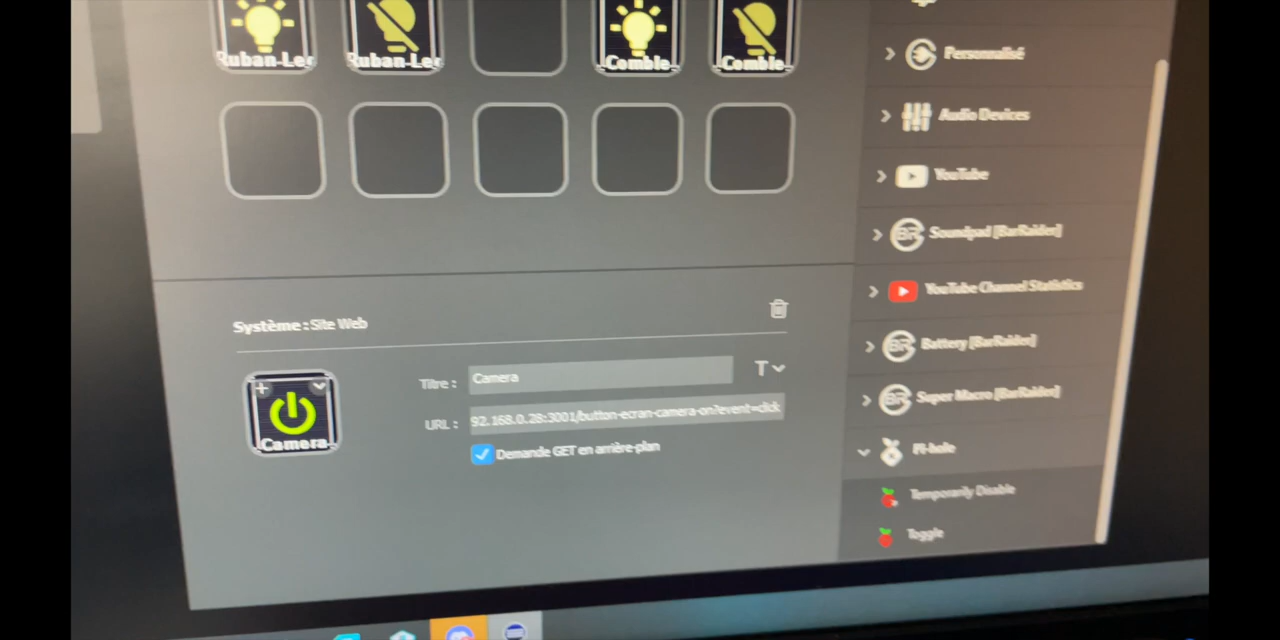 Ruban-Le
Ruban-Le
Comble
Comble
Personnalisé
Audio Devices
YouTube
Soundpad [BarRaider]
YouTube Channel Statistics
Battery [BarRaider]
Super Macro [BarRaider]
Pi-hole
Temporarily Disable
Toggle
Système : Site Web
Camera
Titre :
Camera
T
URL :
92.168.0.28:3001/button-ecran-camera-on?event=click
Demande GET en arrière-plan